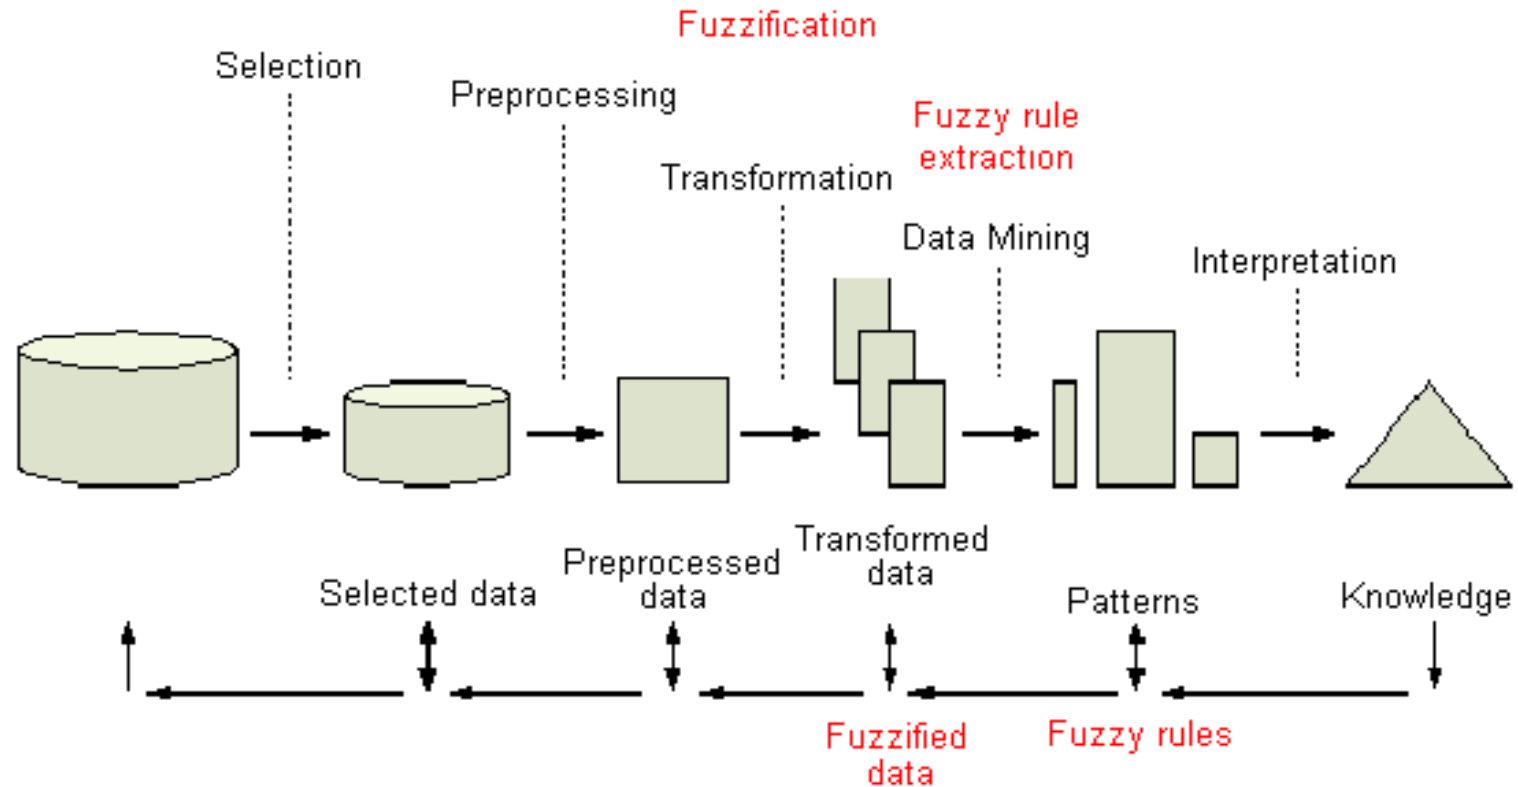 Fuzzification
Selection
Preprocessing
Fuzzy rule
extraction
Transformation
Data Mining
Interpretation
Transformed
data
Preprocessed
data
Selected data
Patterns
Knowledge
Fuzzified
data
Fuzzy rules